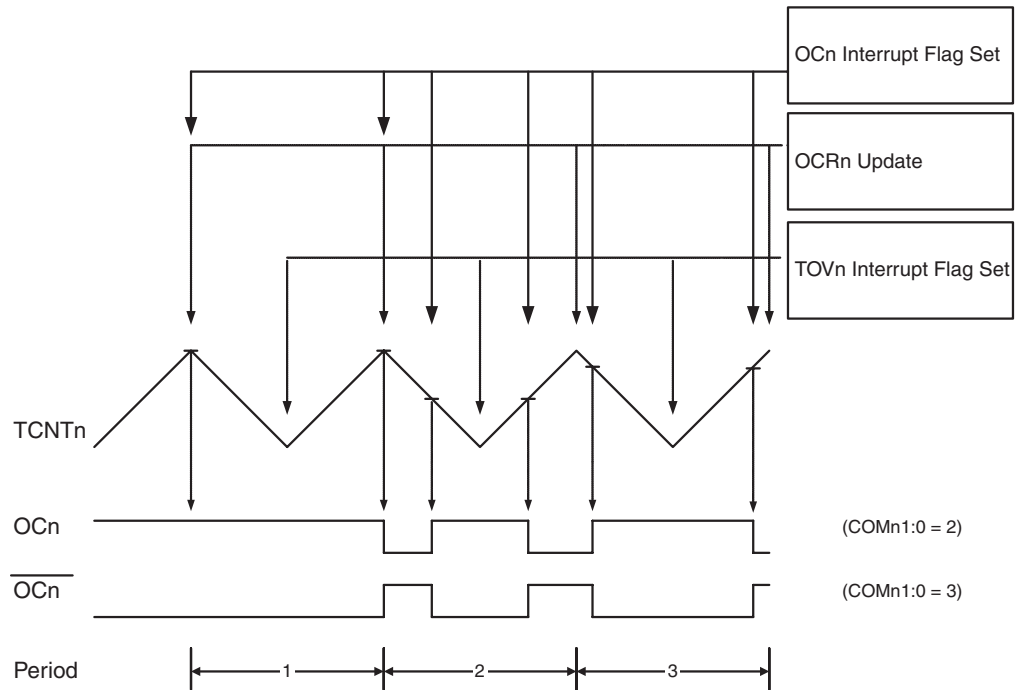 OCn Interrupt Flag Set
OCRn Update
TOVn Interrupt Flag Set
TCNTn
OCn (COMn1:0 = 2)
OCn (COMn1:0 = 3)
Period 1 2 3